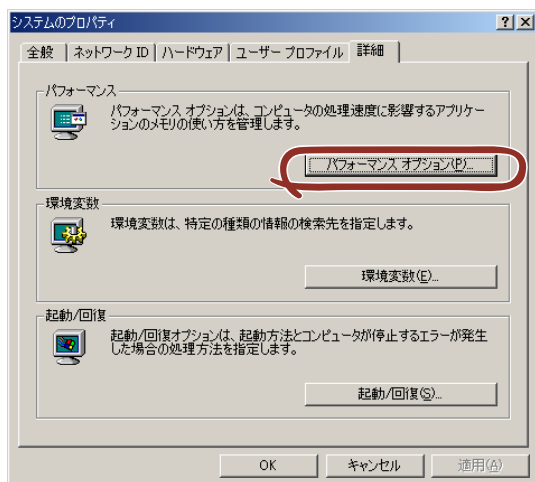 システムのプロパティ
全般 ネットワーク ID ハードウェア ユーザー プロファイル 詳細
パフォーマンス
パフォーマンス オプションは、コンピュータの処理速度に影響するアプリケー
ションのメモリの使い方を管理します。
パフォーマンス オプション(P)...
環境変数
環境変数は、特定の種類の情報の検索先を指定します。
環境変数(E)...
起動/回復
起動/回復オプションは、起動方法とコンピュータが停止するエラーが発生
した場合の処理方法を指定します。
起動/回復(S)...
OK キャンセル 適用(A)